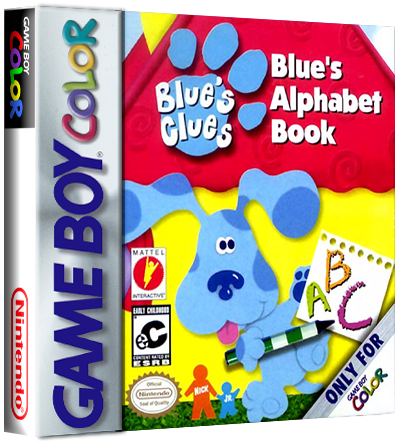 GAME BOY
COLOR
Nintendo
GAME BOY COLOR
Blue's
Clues
Blue's
Alphabet
Book
MATTEL
INTERACTIVE
EARLY CHILDHOOD
eC
CONTENT RATED BY
ESRB
Official
Nintendo
Seal of Quality
NICK
JR.
A
B
C
ONLY FOR
GAME BOY
COLOR